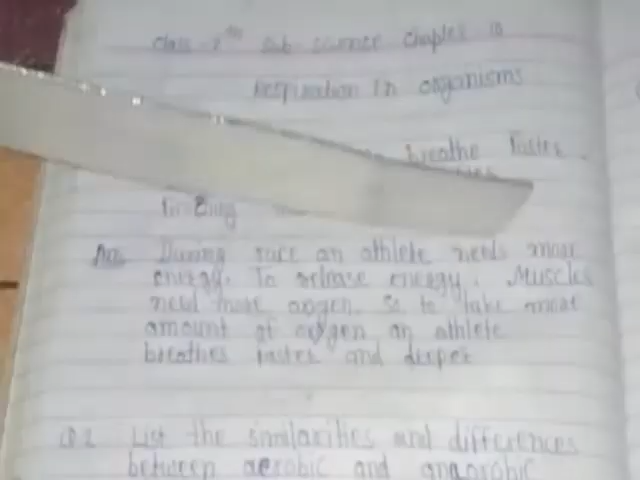 Class 7th Sub science Chapter 10
Respiration In organisms
breathe faster
Ans During race an athlete needs more
energy. To release energy. Muscles
need more oxygen. So to take more
amount of oxygen an athlete
breathes faster and deeper
Q 2 List the similarities and differences
between aerobic and anaerobic